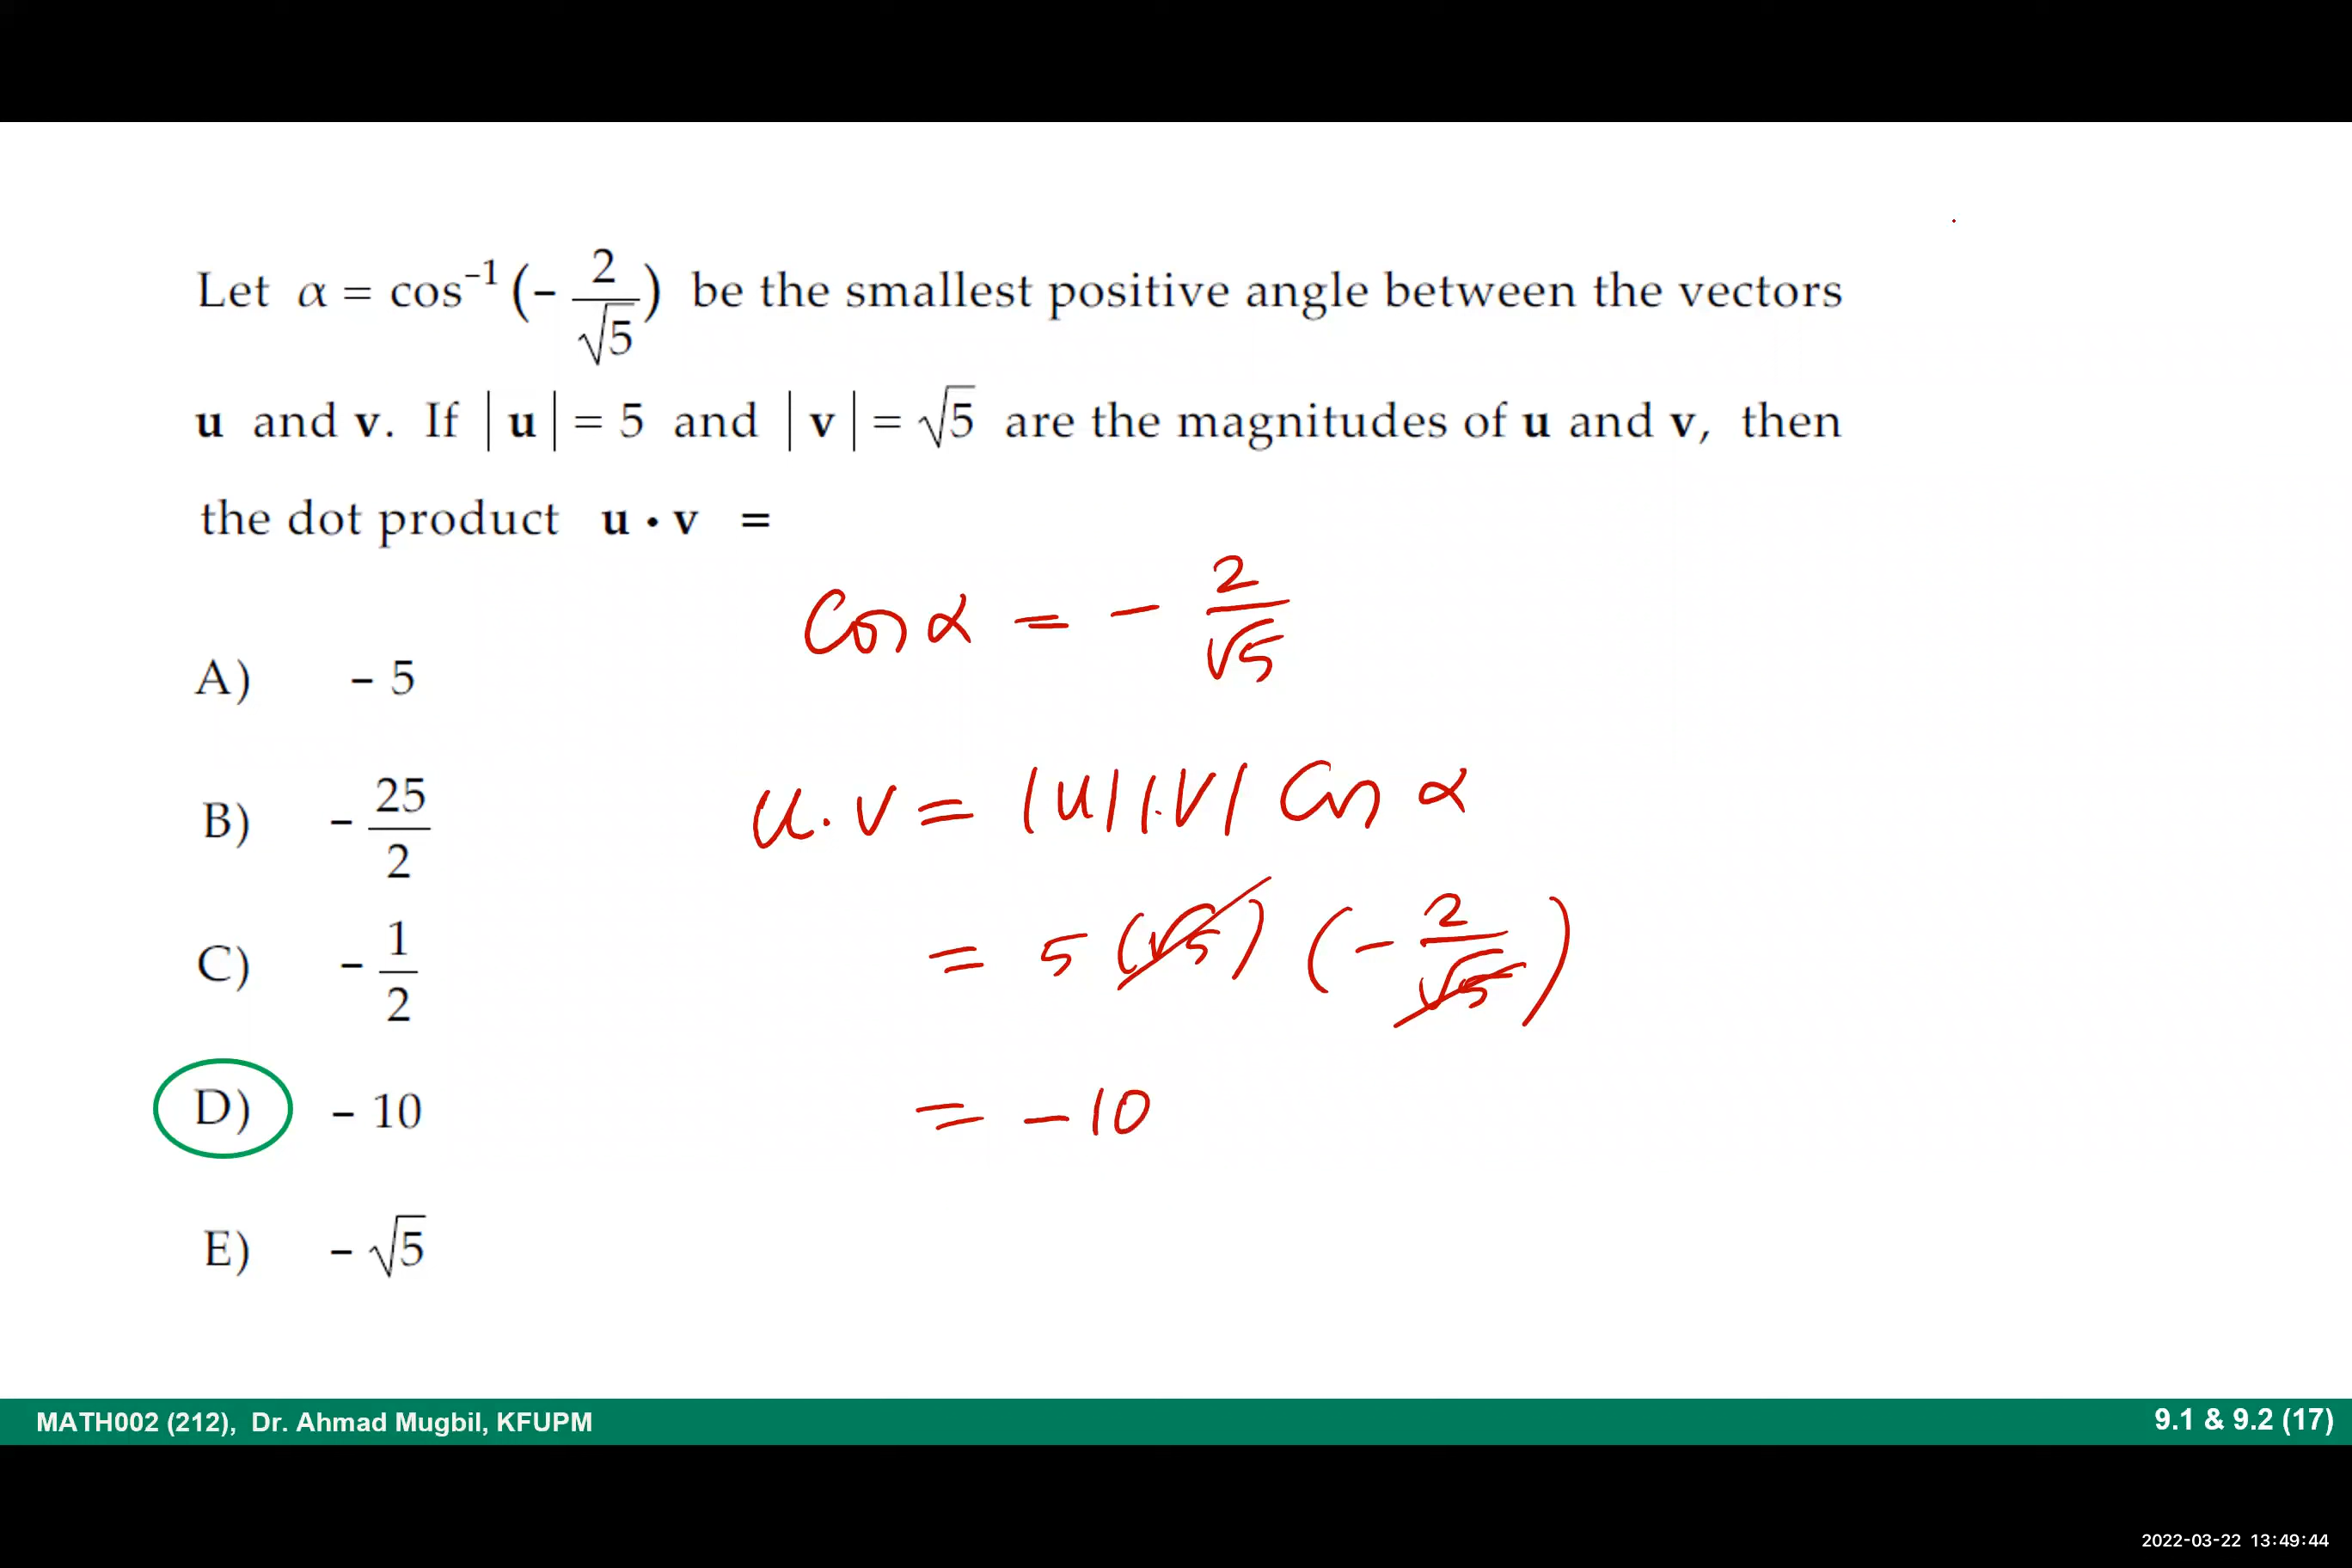 Let α = cos⁻¹ (– 2/√5) be the smallest positive angle between the vectors
u and v. If |u| = 5 and |v| = √5 are the magnitudes of u and v, then
the dot product u • v =
Cos α = – 2/√5
A) – 5
u.v = |u| |.v| Cos α
B) – 25/2
= 5 (√5) (– 2/√5)
C) – 1/2
D) – 10
= – 10
E) – √5
MATH002 (212), Dr. Ahmad Mugbil, KFUPM
9.1 & 9.2 (17)
2022-03-22 13:49:44